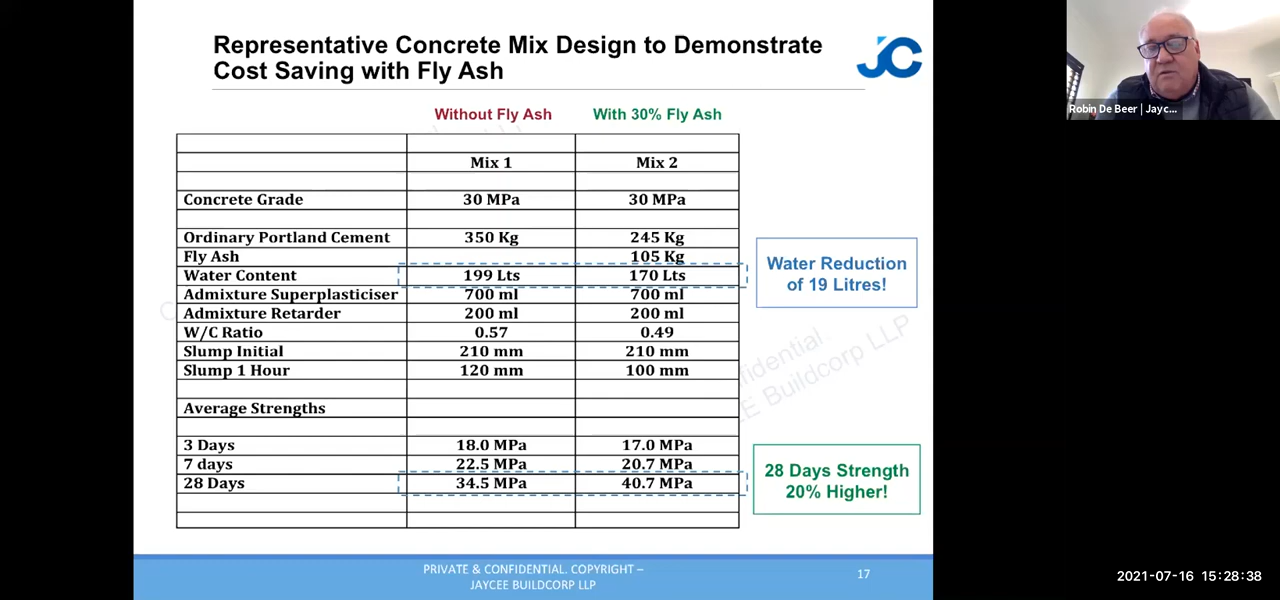 Representative Concrete Mix Design to Demonstrate
Cost Saving with Fly Ash
JC
Robin De Beer | Jayc...
Without Fly Ash With 30% Fly Ash
Mix 1 Mix 2
Concrete Grade 30 MPa 30 MPa
Ordinary Portland Cement 350 Kg 245 Kg
Fly Ash 105 Kg
Water Content 199 Lts 170 Lts
Admixture Superplasticiser 700 ml 700 ml
Admixture Retarder 200 ml 200 ml
W/C Ratio 0.57 0.49
Slump Initial 210 mm 210 mm
Slump 1 Hour 120 mm 100 mm
Average Strengths
3 Days 18.0 MPa 17.0 MPa
7 days 22.5 MPa 20.7 MPa
28 Days 34.5 MPa 40.7 MPa
Water Reduction
of 19 Litres!
28 Days Strength
20% Higher!
nfidential.
E Buildcorp LLP
PRIVATE & CONFIDENTIAL. COPYRIGHT –
JAYCEE BUILDCORP LLP
17
2021-07-16 15:28:38